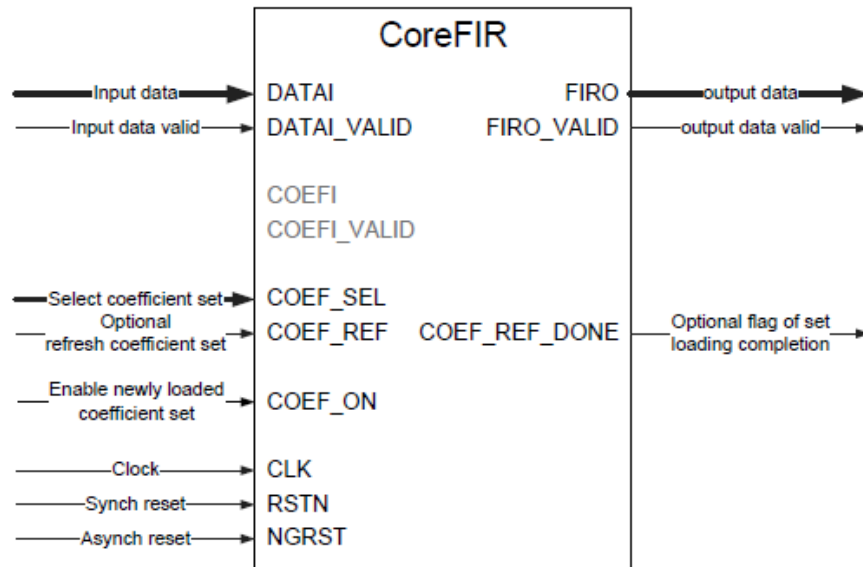 CoreFIR
Input data DATAI FIRO output data
Input data valid DATAI_VALID FIRO_VALID output data valid
COEFI
COEFI_VALID
Select coefficient set COEF_SEL
Optional
refresh coefficient set COEF_REF COEF_REF_DONE Optional flag of set
loading completion
Enable newly loaded
coefficient set COEF_ON
Clock CLK
Synch reset RSTN
Asynch reset NGRST